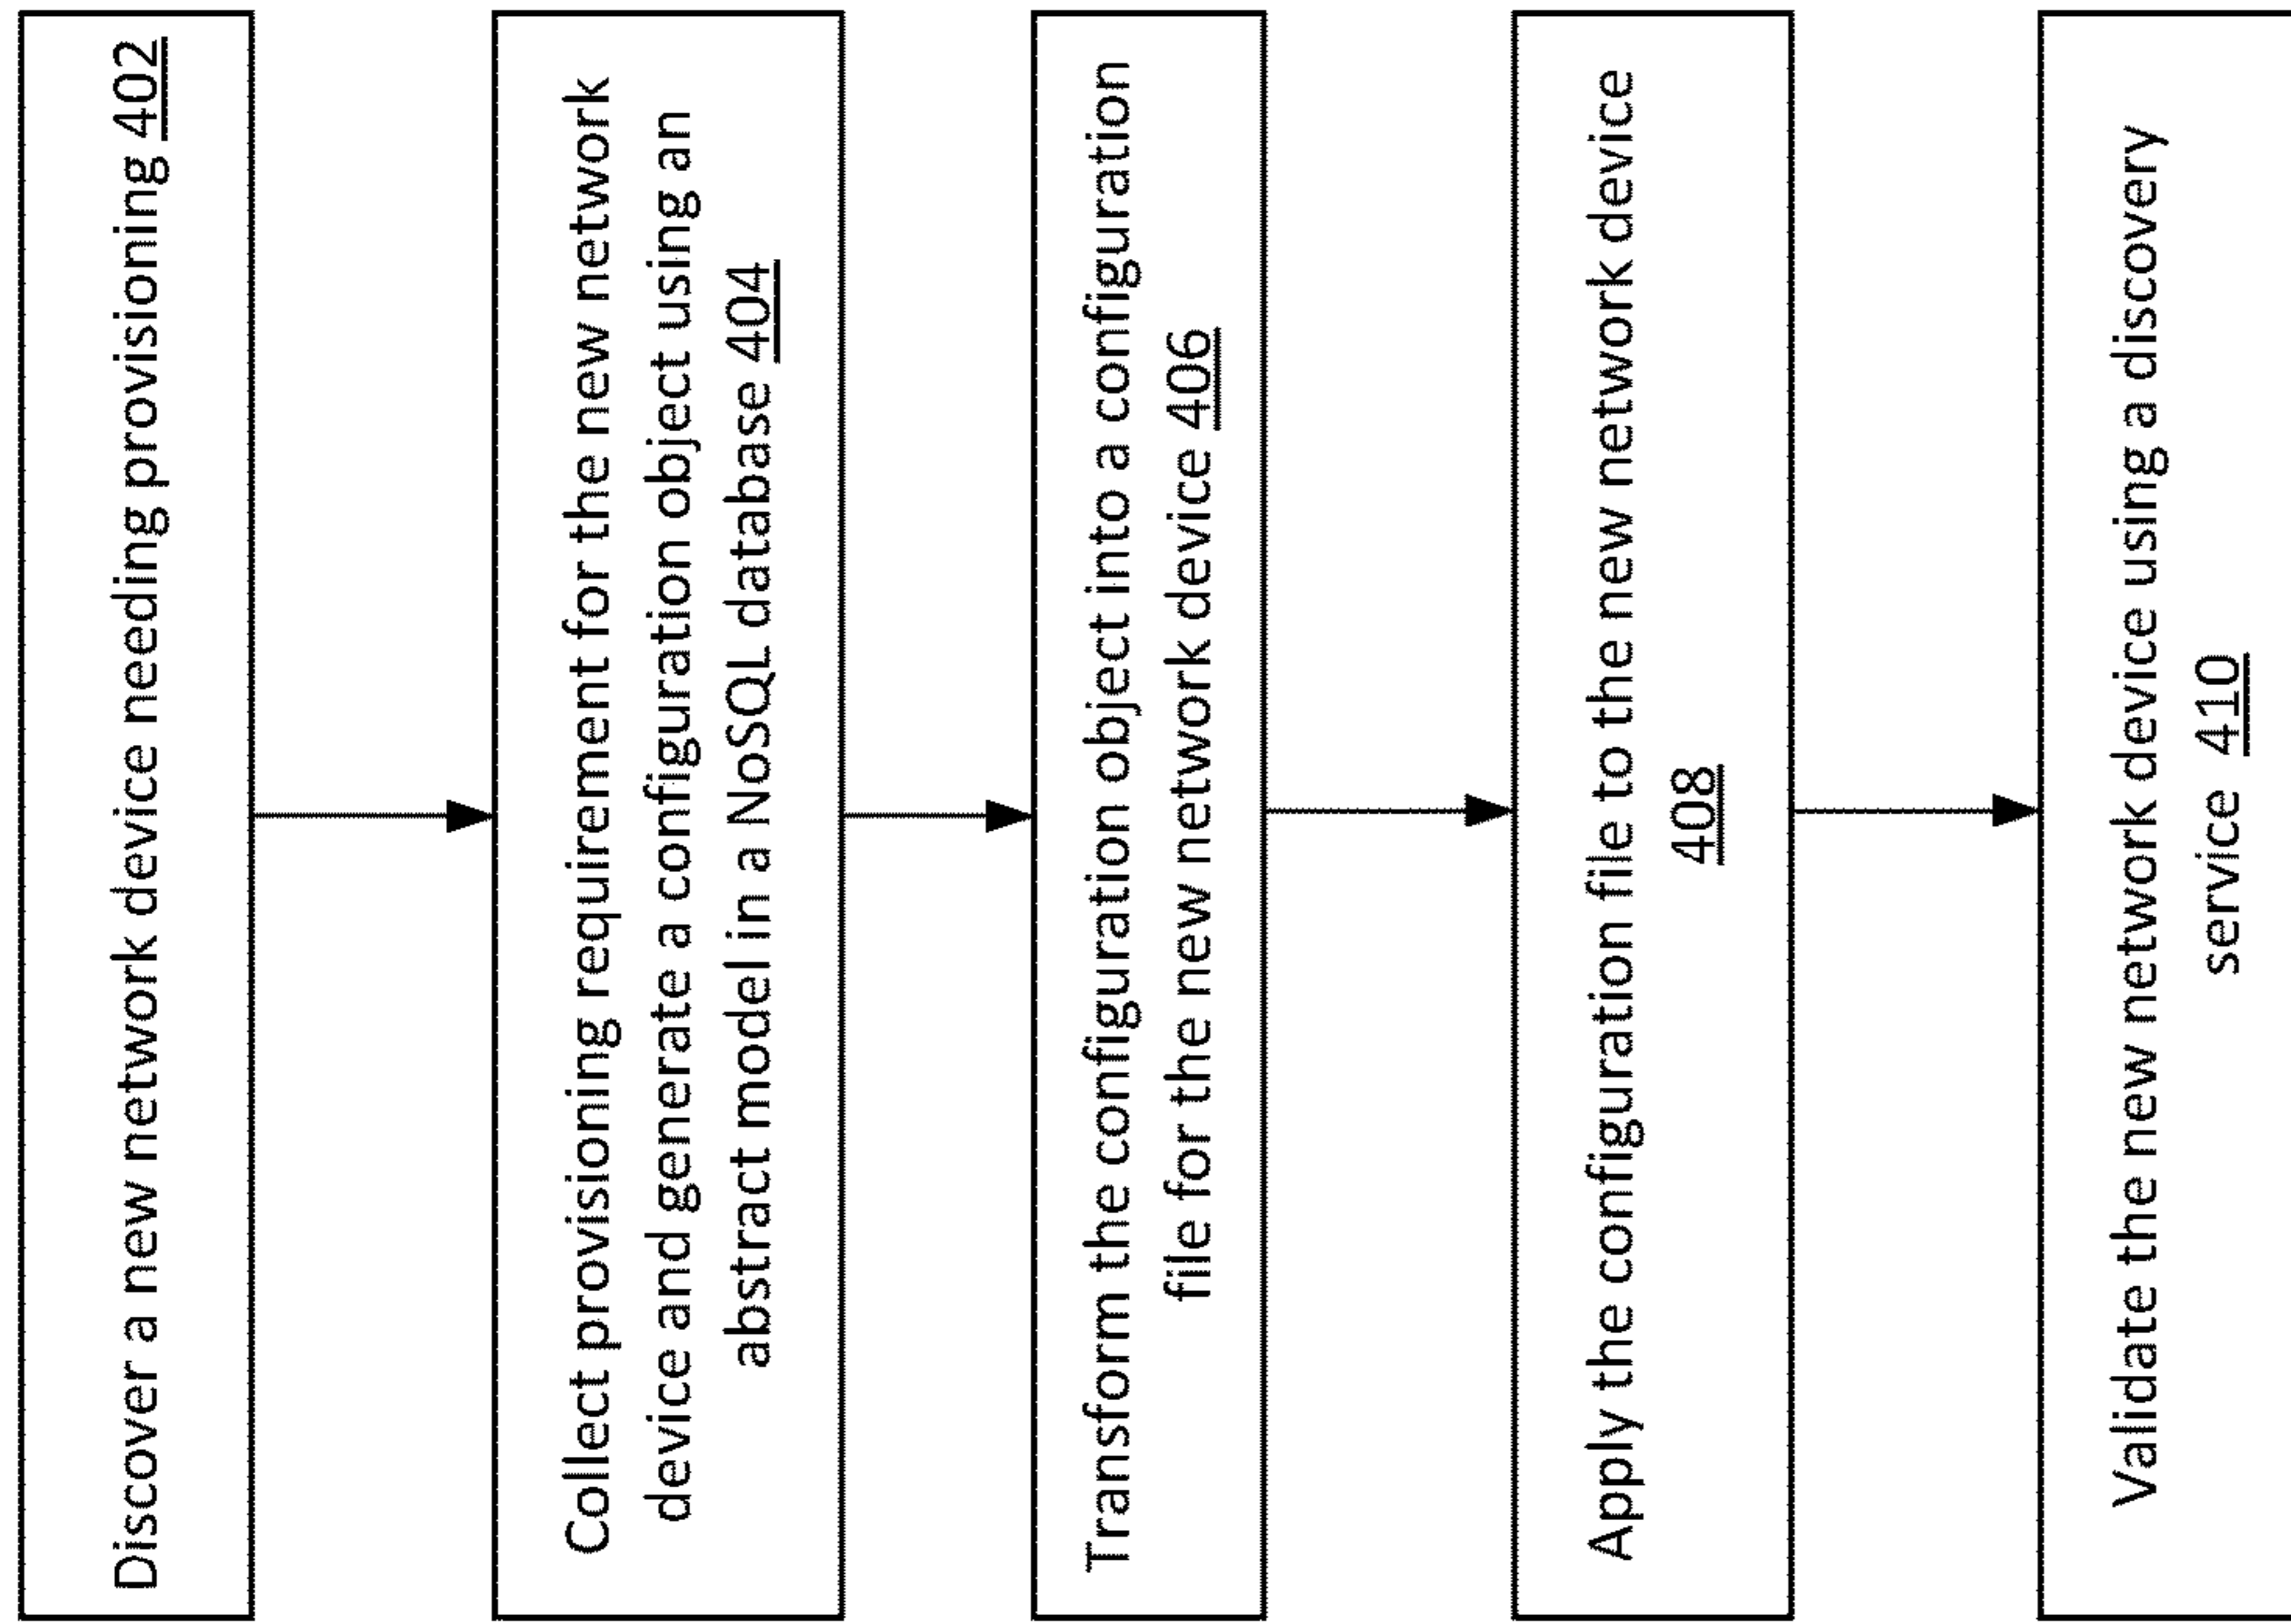 Discover a new network device needing provisioning 402
Collect provisioning requirement for the new network
device and generate a configuration object using an
abstract model in a NoSQL database 404
Transform the configuration object into a configuration
file for the new network device 406
Apply the configuration file to the new network device
408
Validate the new network device using a discovery
service 410